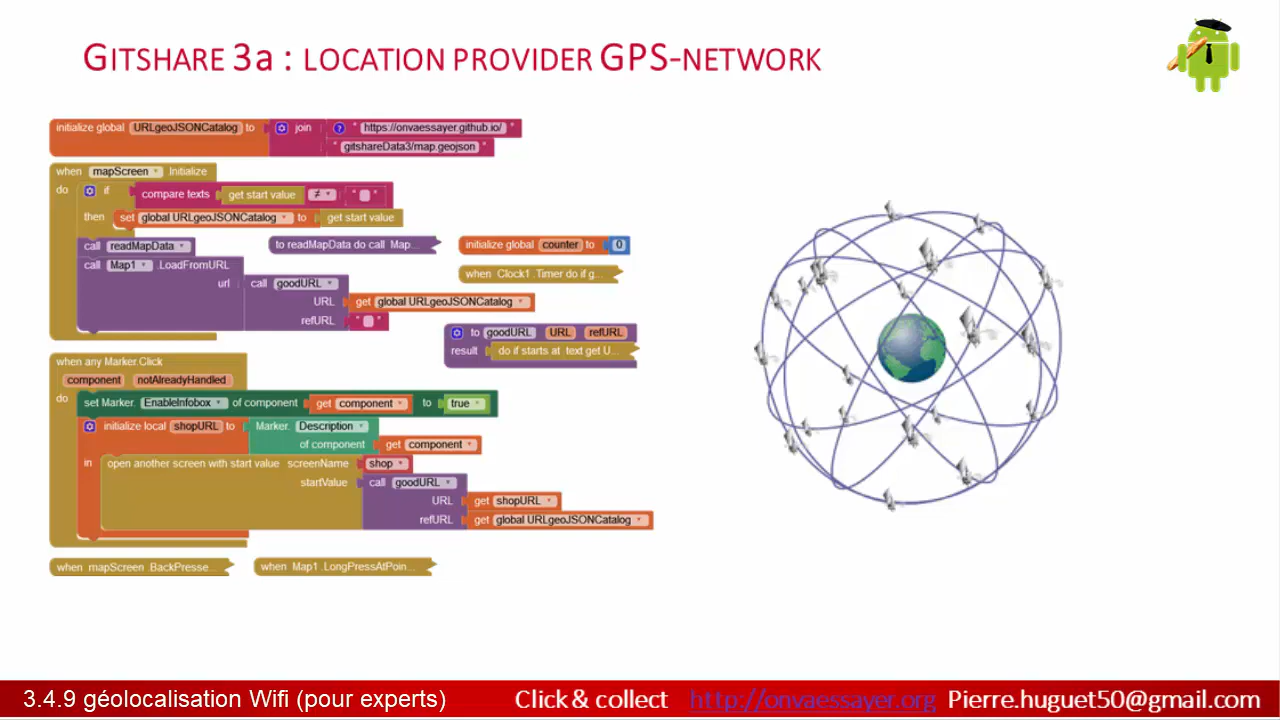 GITSHARE 3a : LOCATION PROVIDER GPS-NETWORK
initialize global URLgeoJSONCatalog to join " https://onvaessayer.github.io/ "
" gitshareData3/map.geojson "
when mapScreen .Initialize
do if compare texts get start value ≠ " "
then set global URLgeoJSONCatalog to get start value
call readMapData
to readMapData do call Map...
initialize global counter to 0
call Map1 .LoadFromURL
when Clock1.Timer do if g...
url call goodURL
URL get global URLgeoJSONCatalog
refURL " "
to goodURL URL refURL
result do if starts at text get U...
when any Marker.Click
component notAlreadyHandled
do set Marker. EnableInfobox of component get component to true
initialize local shopURL to Marker. Description
of component get component
in open another screen with start value screenName shop
startValue call goodURL
URL get shopURL
refURL get global URLgeoJSONCatalog
when mapScreen .BackPresse...
when Map1 .LongPressAtPoin...
3.4.9 géolocalisation Wifi (pour experts) Click & collect http://onvaessayer.org Pierre.huguet50@gmail.com